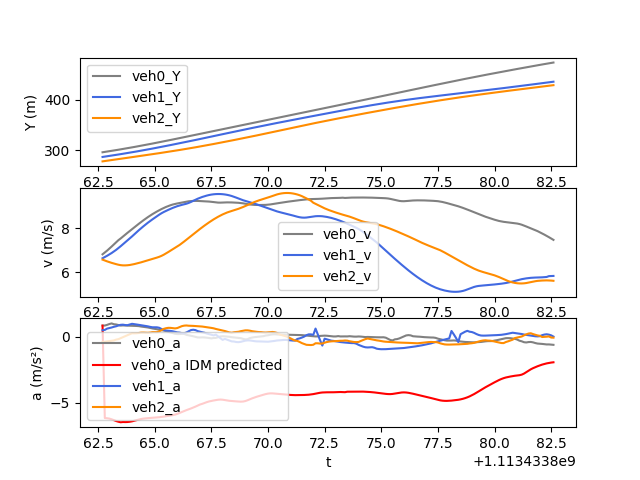 Y (m)
400
300
veh0_Y
veh1_Y
veh2_Y
62.5 65.0 67.5 70.0 72.5 75.0 77.5 80.0 82.5
v (m/s)
8
6
veh0_v
veh1_v
veh2_v
62.5 65.0 67.5 70.0 72.5 75.0 77.5 80.0 82.5
a (m/s²)
0
−5
veh0_a
veh0_a IDM predicted
veh1_a
veh2_a
62.5 65.0 67.5 70.0 72.5 75.0 77.5 80.0 82.5
t
+1.1134338e9